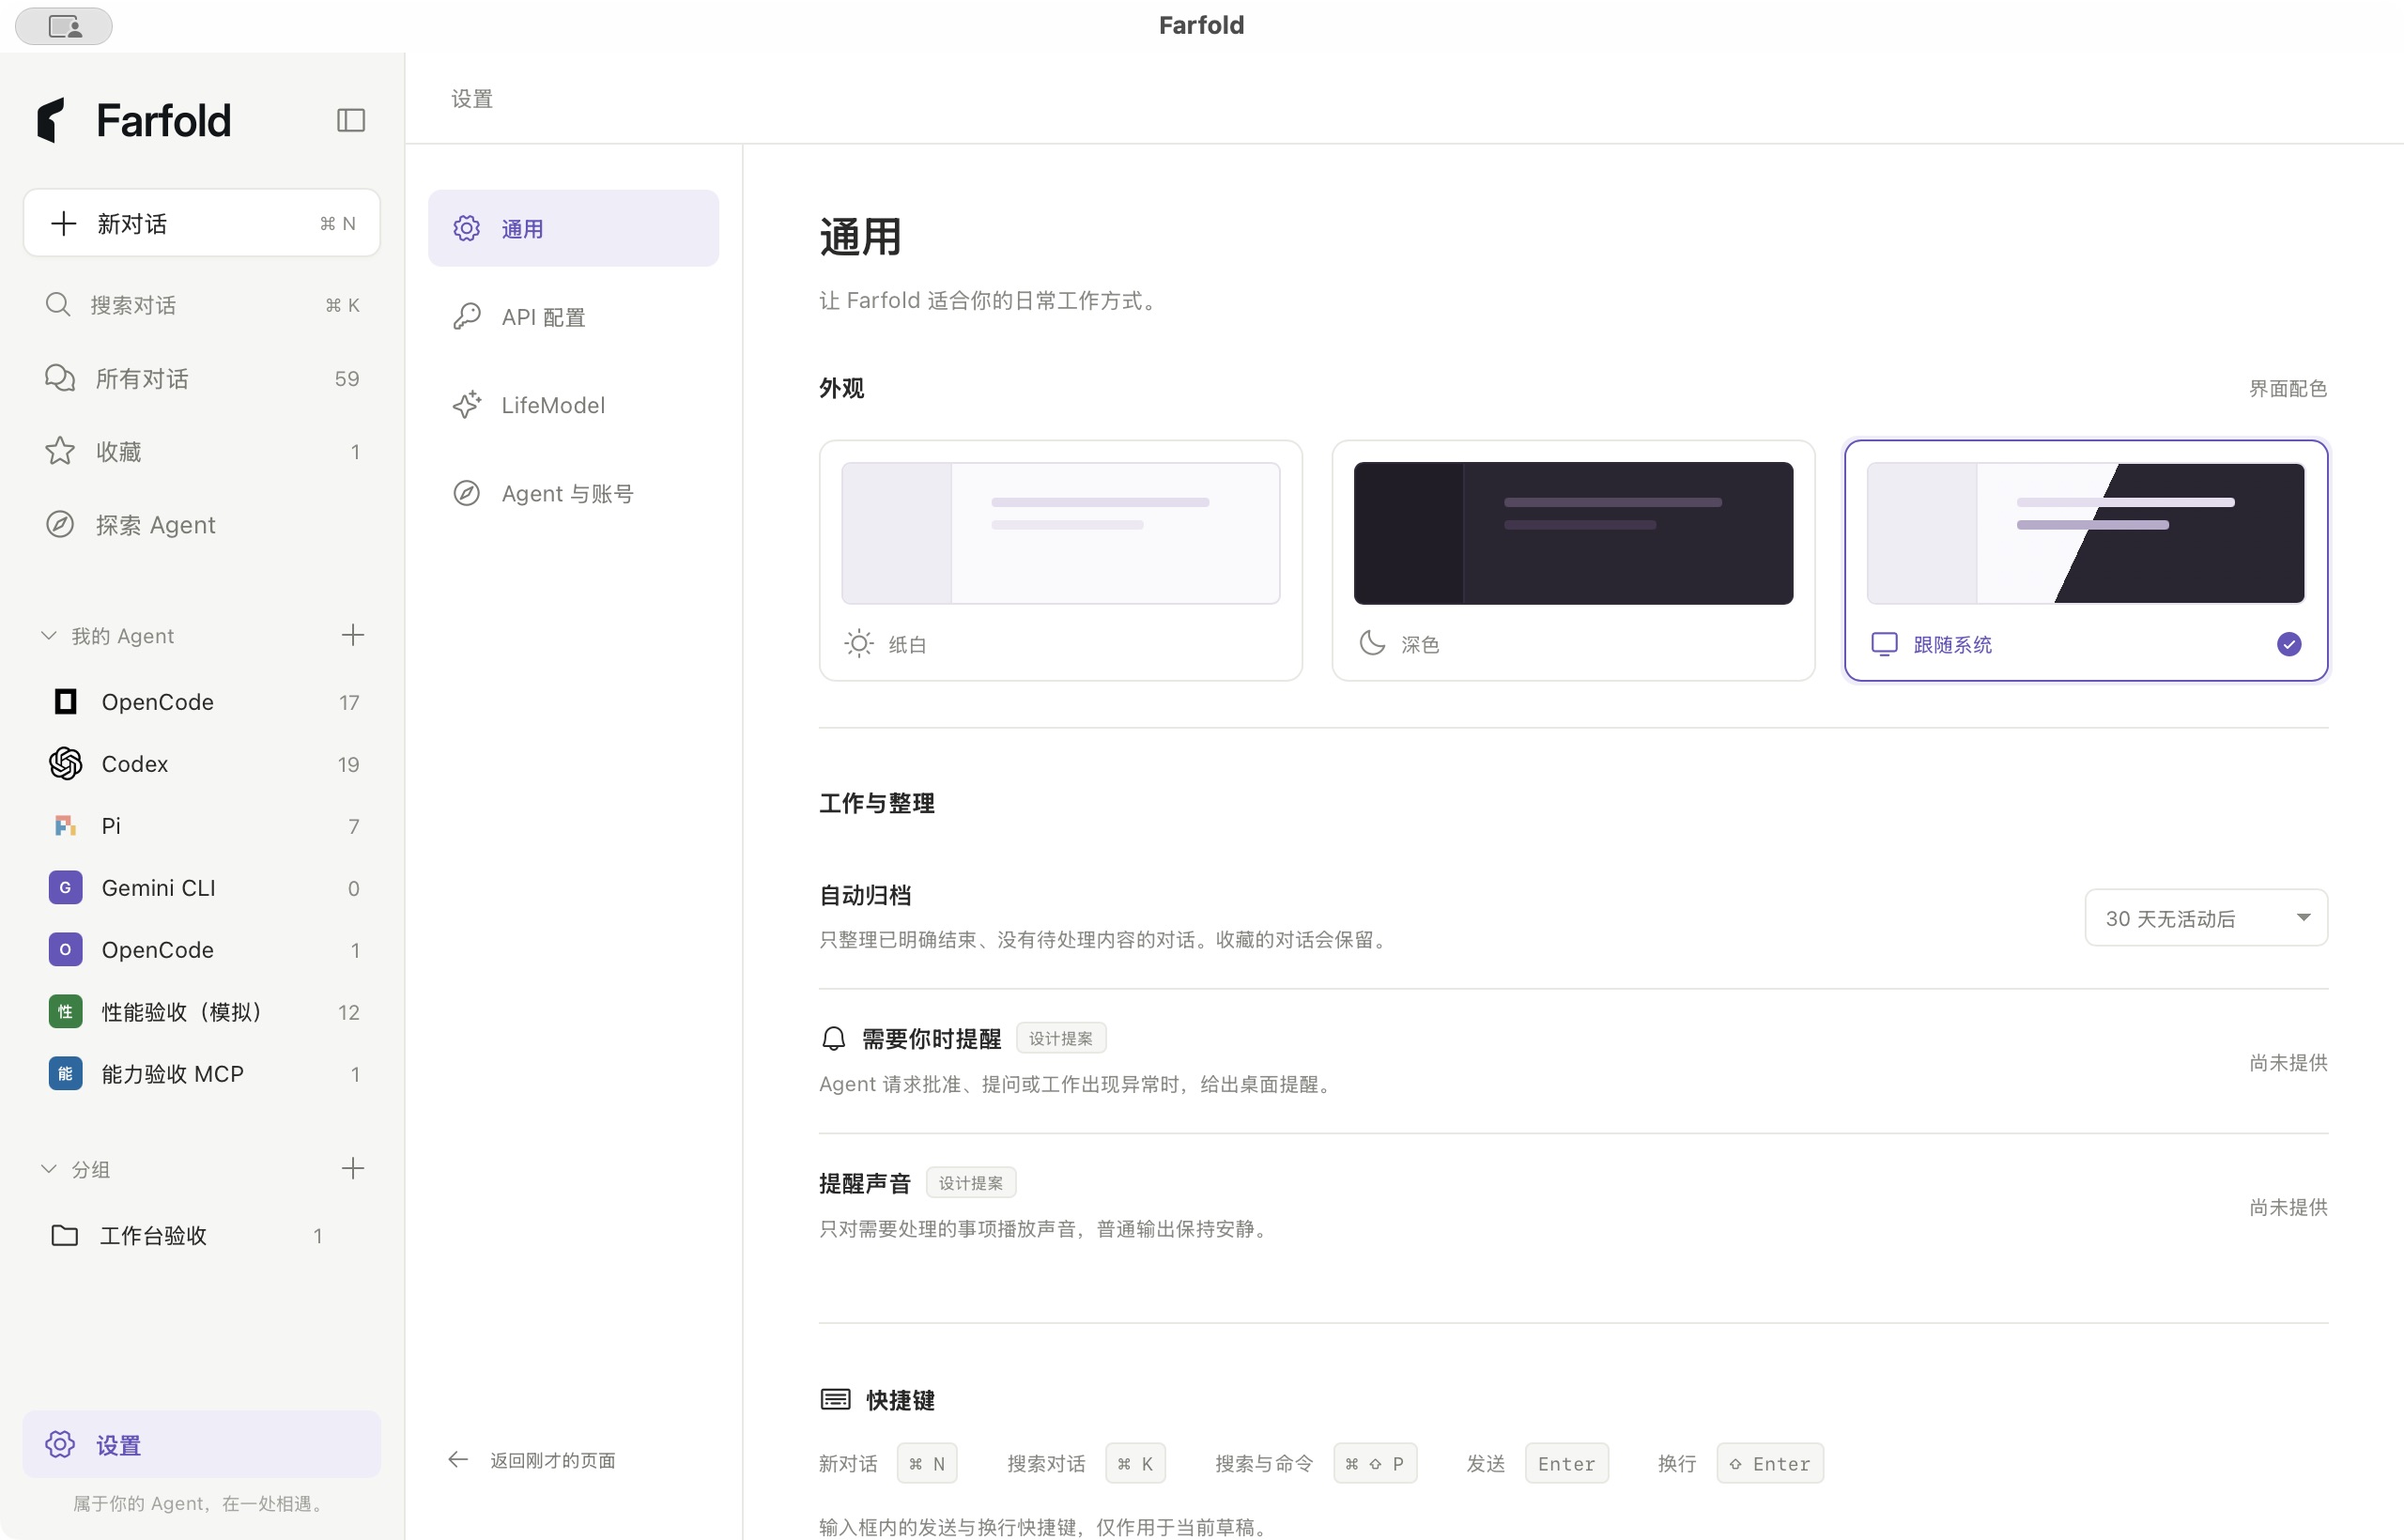 Farfold
Farfold
新对话 ⌘ N
搜索对话 ⌘ K
所有对话 59
收藏 1
探索 Agent
我的 Agent
OpenCode 17
Codex 19
Pi 7
G Gemini CLI 0
O OpenCode 1
性 性能验收（模拟） 12
能 能力验收 MCP 1
分组
工作台验收 1
设置
属于你的 Agent，在一处相遇。
设置
通用
API 配置
LifeModel
Agent 与账号
返回刚才的页面
通用
让 Farfold 适合你的日常工作方式。
外观 界面配色
纸白 深色 跟随系统
工作与整理
自动归档
只整理已明确结束、没有待处理内容的对话。收藏的对话会保留。
30 天无活动后
需要你时提醒 设计提案
Agent 请求批准、提问或工作出现异常时，给出桌面提醒。
尚未提供
提醒声音 设计提案
只对需要处理的事项播放声音，普通输出保持安静。
尚未提供
快捷键
新对话 ⌘ N 搜索对话 ⌘ K 搜索与命令 ⌘ ⇧ P 发送 Enter 换行 ⇧ Enter
输入框内的发送与换行快捷键，仅作用于当前草稿。